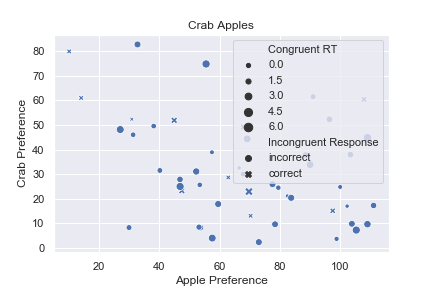 Crab Apples
Crab Preference
80
70
60
50
40
30
20
10
0
Congruent RT
0.0
1.5
3.0
4.5
6.0
Incongruent Response
incorrect
correct
20
40
60
80
100
Apple Preference